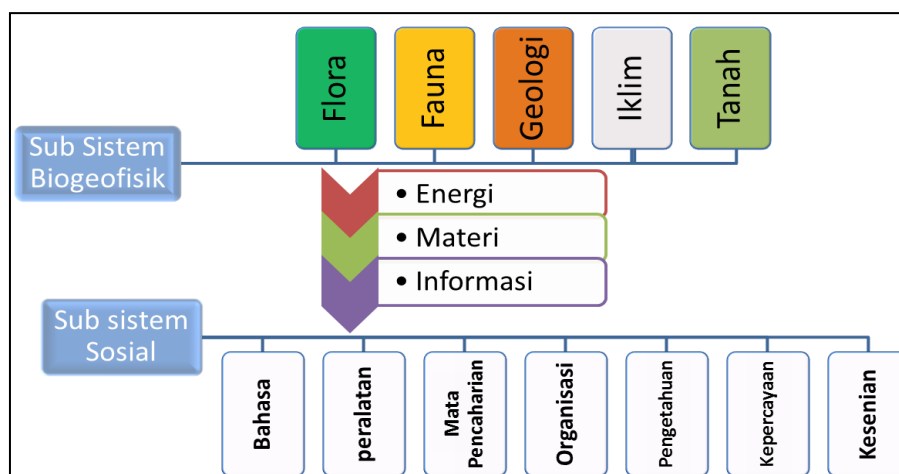 Flora
Fauna
Geologi
Iklim
Tanah
Sub Sistem
Biogeofisik
• Energi
• Materi
• Informasi
Sub sistem
Sosial
Bahasa
peralatan
Mata
Pencaharian
Organisasi
Pengetahuan
Kepercayaan
Kesenian